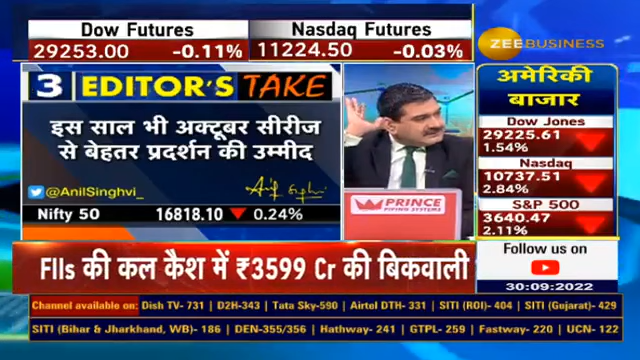 Dow Futures
29253.00 -0.11%
Nasdaq Futures
11224.50 -0.03%
ZEE BUSINESS
3 EDITOR'S TAKE
इस साल भी अक्टूबर सीरीज
से बेहतर प्रदर्शन की उम्मीद
@AnilSinghvi_
Nifty 50 16818.10 0.24%
PRINCE
PIPING SYSTEMS
अमेरिकी
बाजार
Dow Jones
29225.61
1.54%
Nasdaq
10737.51
2.84%
S&P 500
3640.47
2.11%
FIIs की कल कैश में ₹3599 Cr की बिकवाली
Follow us on
30:09:2022
Channel available on: Dish TV- 731 | D2H-343 | Tata Sky-590 | Airtel DTH- 331 | SITI (ROI)- 404 | SITI (Gujarat)- 429
SITI (Bihar & Jharkhand, WB)- 186 | DEN-355/356 | Hathway- 241 | GTPL- 259 | Fastway- 220 | UCN- 122